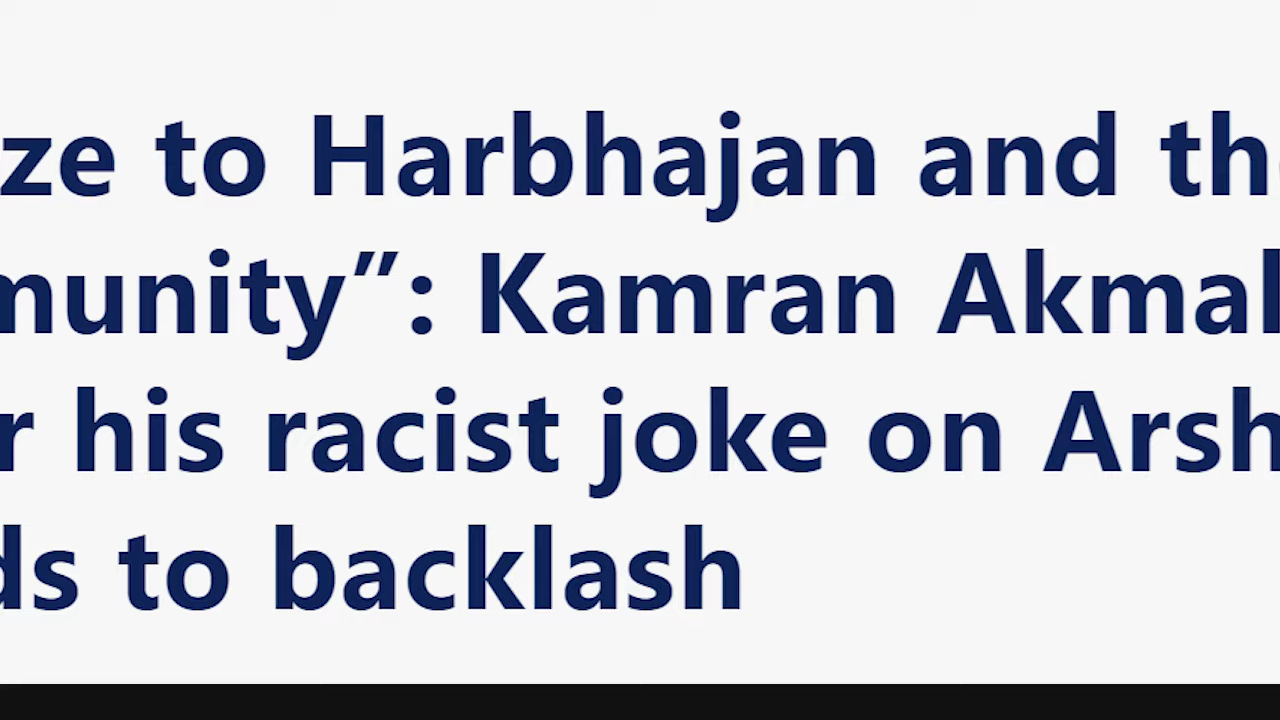 ze to Harbhajan and th
munity”: Kamran Akmal
r his racist joke on Arsh
ds to backlash